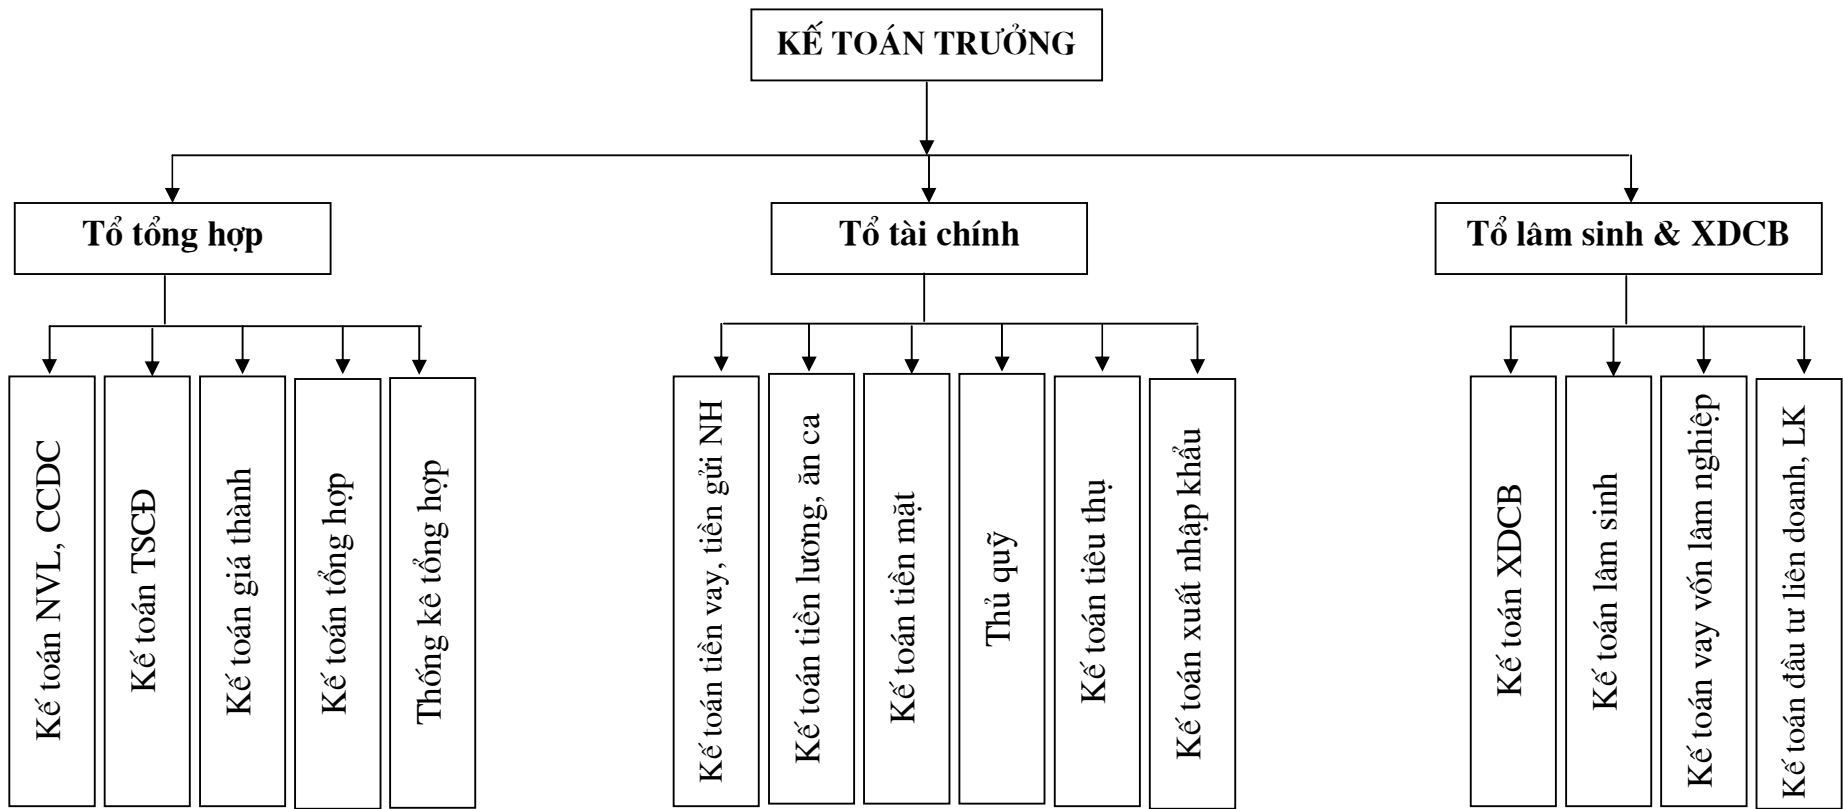 KẾ TOÁN TRƯỞNG
Tổ tổng hợp
Tổ tài chính
Tổ lâm sinh & XDCB
Kế toán NVL, CCDC
Kế toán TSCĐ
Kế toán giá thành
Kế toán tổng hợp
Thống kê tổng hợp
Kế toán tiền vay, tiền gửi NH
Kế toán tiền lương, ăn ca
Kế toán tiền mặt
Thủ quỹ
Kế toán tiêu thụ
Kế toán xuất nhập khẩu
Kế toán XDCB
Kế toán lâm sinh
Kế toán vay vốn lâm nghiệp
Kế toán đầu tư liên doanh, LK